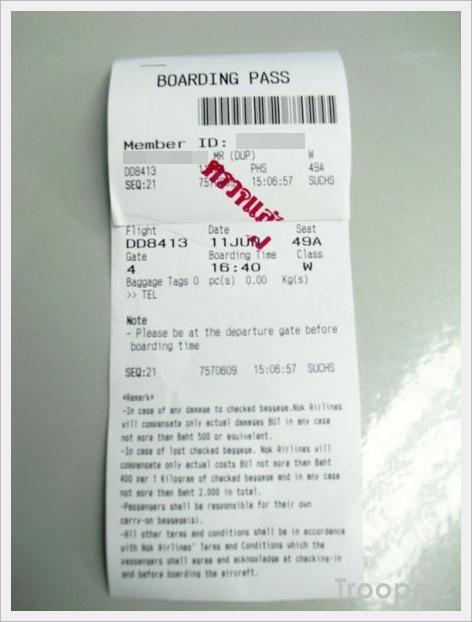 BOARDING PASS
Member ID:
MR (DUP) W
DD8413 PHS 49A
SEQ:21 15:06:57 SUCHS
ตรวจแล้ว
Flight Date Seat
DD8413 11JUN 49A
Gate Boarding Time Class
4 16:40 W
Baggage Tags 0 pc(s) 0.00 Kg(s)
>> TEL
Note
- Please be at the departure gate before
boarding time
SEQ:21 7570609 15:06:57 SUCHS
*Remark*
-In case of any damage to checked baggage,Nok Airlines
will compensate only actual damages BUT in any case
not more than Baht 500 or equivalent.
-In case of lost checked baggage, Nok Airlines will
compensate only actual costs BUT not more than Baht
400 per 1 Kilogram of checked baggage and in any case
not more than Baht 2,000 in total.
-Passengers shall be responsible for their own
carry-on baggage(s).
-All other terms and conditions shall be in accordance
with Nok Airlines' Terms and Conditions which the
passengers shall agree and acknowledge at checking-in
and before boarding the aircraft.
Trooperz